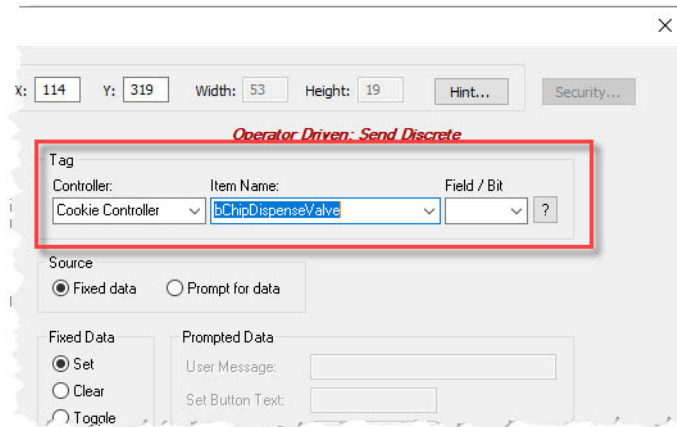 X: 114 Y: 319 Width: 53 Height: 19 Hint... Security...
Operator Driven: Send Discrete
Tag
Controller: Item Name: Field / Bit
Cookie Controller bChipDispenseValve ?
Source
Fixed data Prompt for data
Fixed Data Prompted Data
Set User Message:
Clear Set Button Text:
Toggle